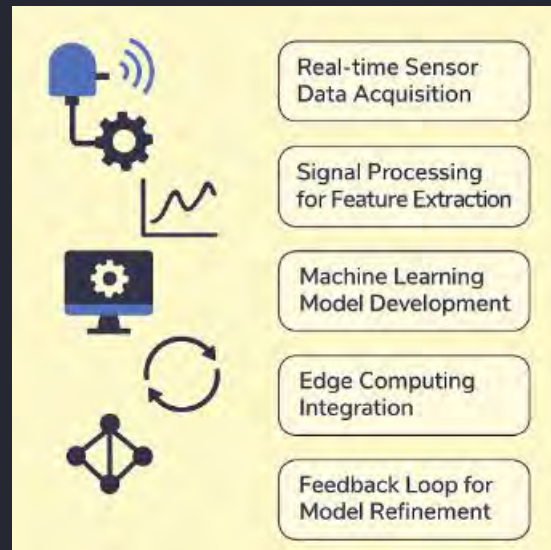 Real-time Sensor
Data Acquisition
Signal Processing
for Feature Extraction
Machine Learning
Model Development
Edge Computing
Integration
Feedback Loop for
Model Refinement